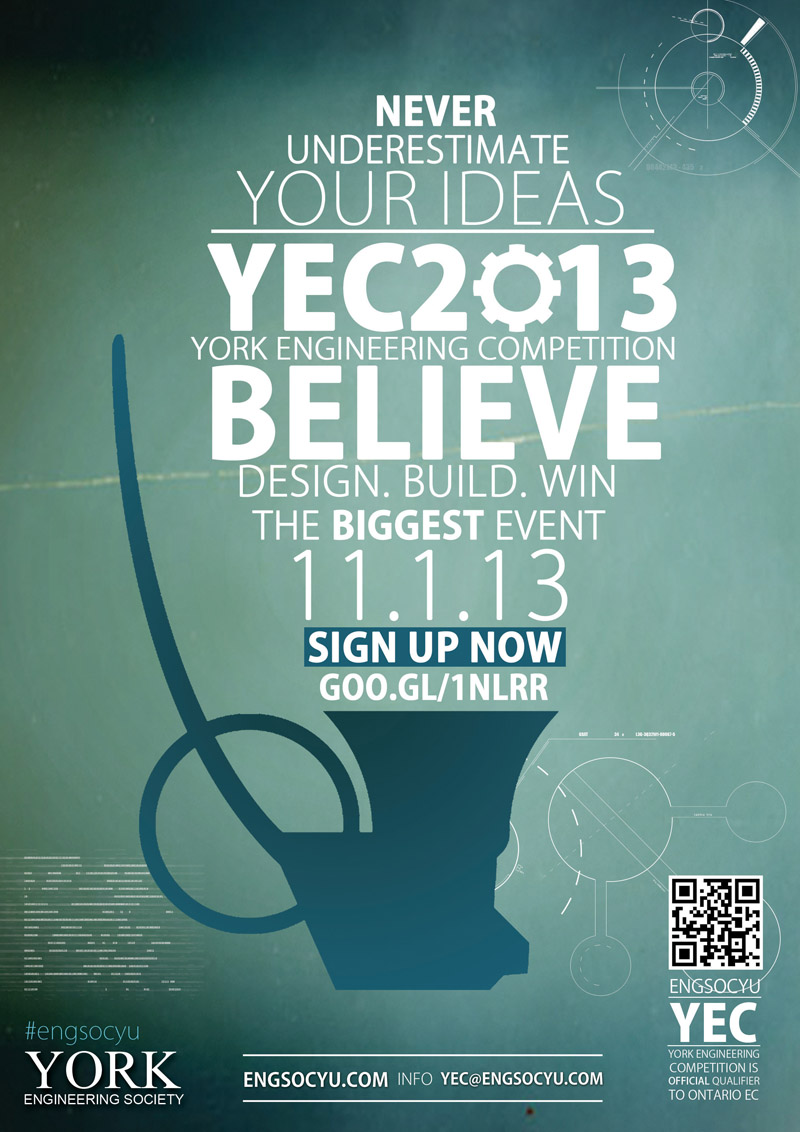 NEVER
UNDERESTIMATE
YOUR IDEAS
YEC2013
YORK ENGINEERING COMPETITION
BELIEVE
DESIGN. BUILD. WIN
THE BIGGEST EVENT
11.1.13
SIGN UP NOW
GOO.GL/1NLRR
ENGSOCYU
YEC
YORK ENGINEERING
COMPETITION IS
OFFICIAL QUALIFIER
TO ONTARIO EC
#engsocyu
YORK
ENGINEERING SOCIETY
ENGSOCYU.COM INFO YEC@ENGSOCYU.COM